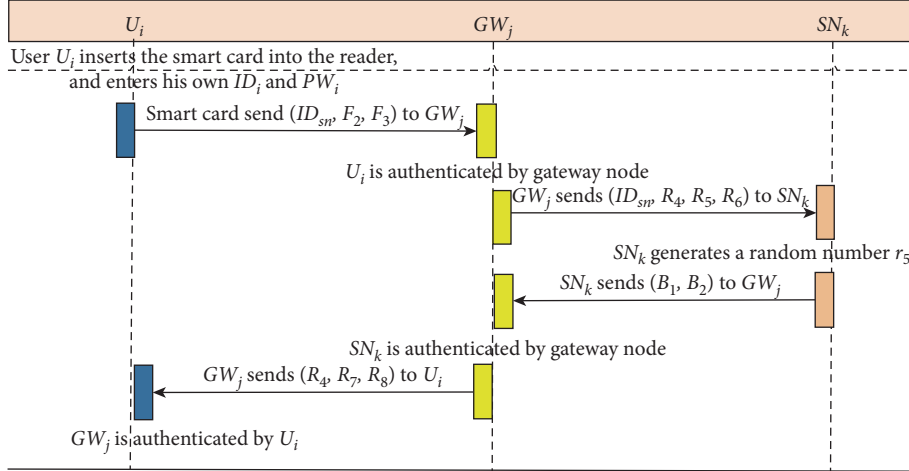 U_i GW_j SN_k
User U_i inserts the smart card into the reader,
and enters his own ID_i and PW_i
Smart card send (ID_sn, F_2, F_3) to GW_j
U_i is authenticated by gateway node
GW_j sends (ID_sn, R_4, R_5, R_6) to SN_k
SN_k generates a random number r_5
SN_k sends (B_1, B_2) to GW_j
SN_k is authenticated by gateway node
GW_j sends (R_4, R_7, R_8) to U_i
GW_j is authenticated by U_i